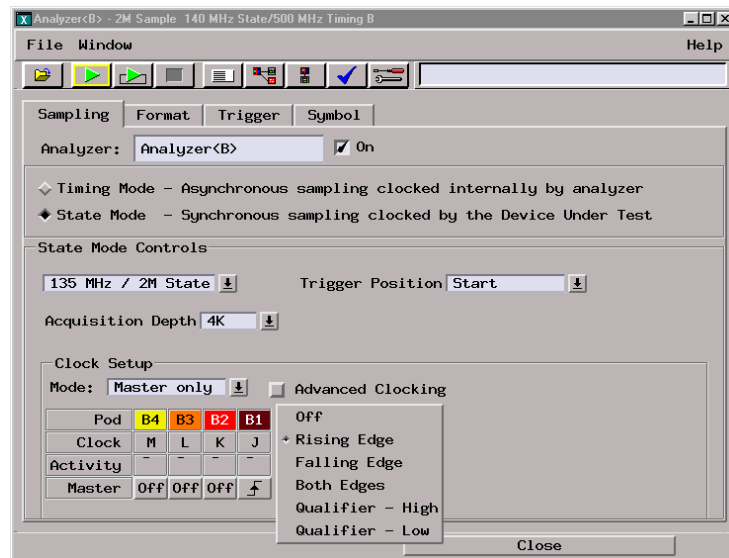 Analyzer<B> - 2M Sample 140 MHz State/500 MHz Timing B
File Window Help
Sampling Format Trigger Symbol
Analyzer: Analyzer<B> On
Timing Mode - Asynchronous sampling clocked internally by analyzer
State Mode - Synchronous sampling clocked by the Device Under Test
State Mode Controls
135 MHz / 2M State Trigger Position Start
Acquisition Depth 4K
Clock Setup
Mode: Master only Advanced Clocking
Pod B4 B3 B2 B1
Clock M L K J
Activity
Master Off Off Off
Off
Rising Edge
Falling Edge
Both Edges
Qualifier - High
Qualifier - Low
Close